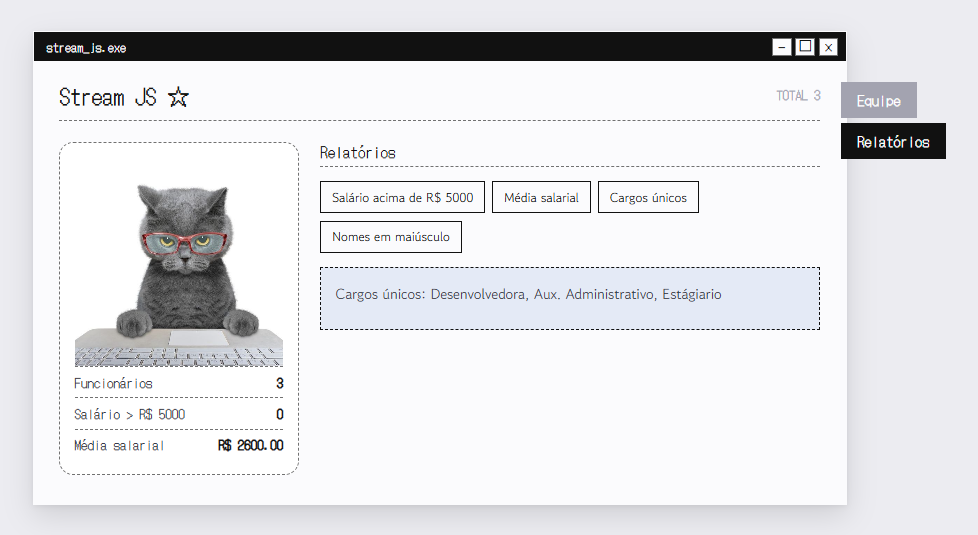 stream_js.exe
Stream JS ☆
TOTAL 3
Equipe
Relatórios
Funcionários 3
Salário > R$ 5000 0
Média salarial R$ 2600.00
Relatórios
Salário acima de R$ 5000
Média salarial
Cargos únicos
Nomes em maiúsculo
Cargos únicos: Desenvolvedora, Aux. Administrativo, Estágiario